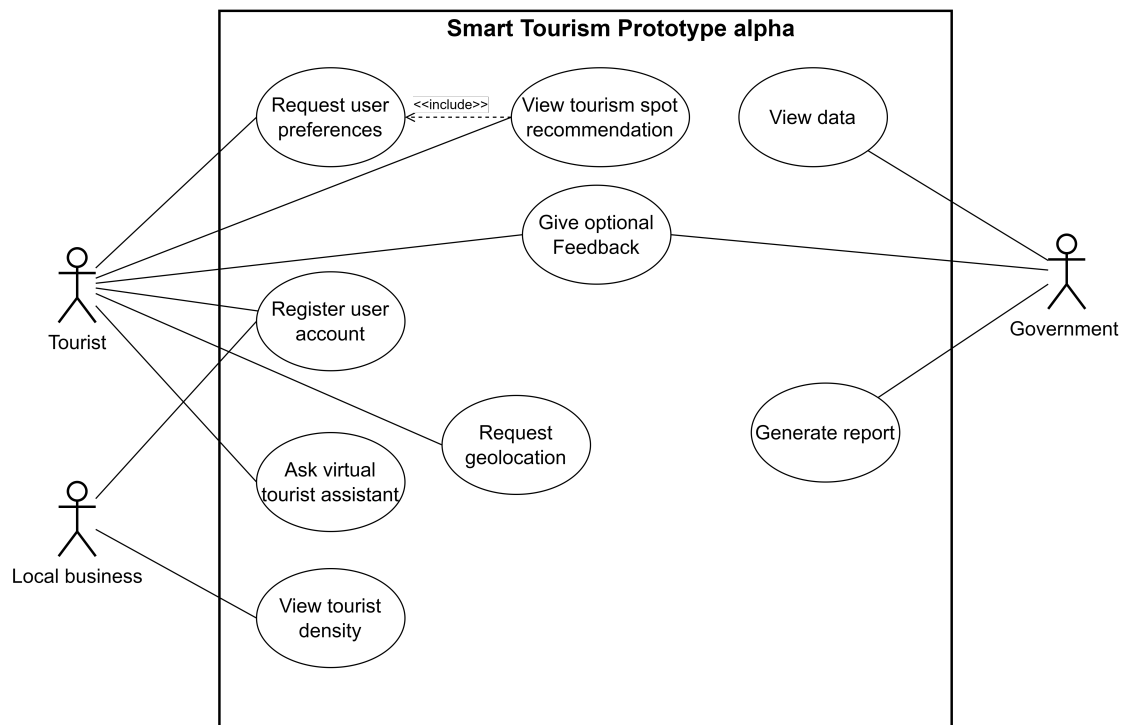 Smart Tourism Prototype alpha
Request user
preferences
<<include>>
View tourism spot
recommendation
View data
Give optional
Feedback
Tourist
Register user
account
Government
Request
geolocation
Generate report
Ask virtual
tourist assistant
Local business
View tourist
density